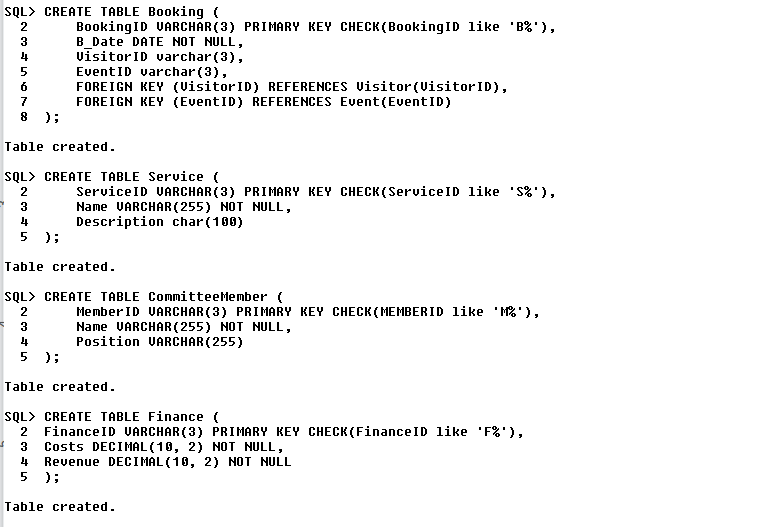 SQL> CREATE TABLE Booking (
  2      BookingID VARCHAR(3) PRIMARY KEY CHECK(BookingID like 'B%'),
  3      B_Date DATE NOT NULL,
  4      VisitorID varchar(3),
  5      EventID varchar(3),
  6      FOREIGN KEY (VisitorID) REFERENCES Visitor(VisitorID),
  7      FOREIGN KEY (EventID) REFERENCES Event(EventID)
  8  );
Table created.
SQL> CREATE TABLE Service (
  2      ServiceID VARCHAR(3) PRIMARY KEY CHECK(ServiceID like 'S%'),
  3      Name VARCHAR(255) NOT NULL,
  4      Description char(100)
  5  );
Table created.
SQL> CREATE TABLE CommitteeMember (
  2      MemberID VARCHAR(3) PRIMARY KEY CHECK(MEMBERID like 'M%'),
  3      Name VARCHAR(255) NOT NULL,
  4      Position VARCHAR(255)
  5  );
Table created.
SQL> CREATE TABLE Finance (
  2  FinanceID VARCHAR(3) PRIMARY KEY CHECK(FinanceID like 'F%'),
  3  Costs DECIMAL(10, 2) NOT NULL,
  4  Revenue DECIMAL(10, 2) NOT NULL
  5  );
Table created.